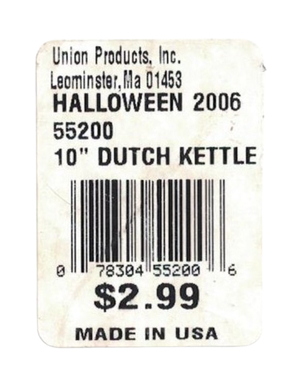 Union Products, Inc.
Leominster,Ma 01453
HALLOWEEN 2006
55200
10" DUTCH KETTLE
0 78304 55200 6
$2.99
MADE IN USA